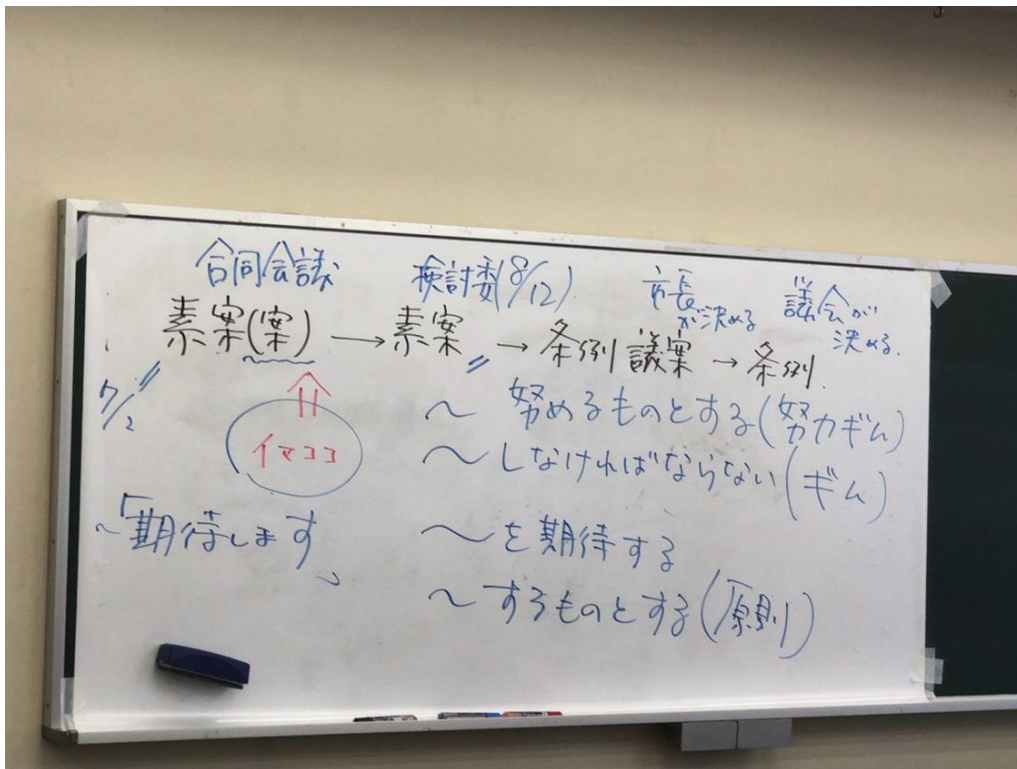 合同会議 検討委(8/12) 市長が決める 議会が決める.
素案(案) → 素案 → 条例議案 → 条例.
7/2
イマココ
～ 努めるものとする(努力ギム)
～しなければならない(ギム)
～「期待します」
～を期待する
～するものとする(原則)